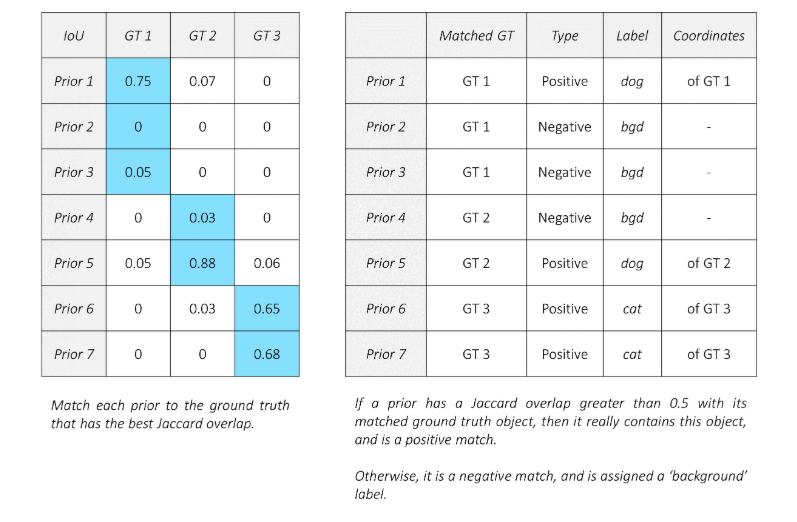 IoU GT 1 GT 2 GT 3
Prior 1 0.75 0.07 0
Prior 2 0 0 0
Prior 3 0.05 0 0
Prior 4 0 0.03 0
Prior 5 0.05 0.88 0.06
Prior 6 0 0.03 0.65
Prior 7 0 0 0.68
Match each prior to the ground truth
that has the best Jaccard overlap.
Matched GT Type Label Coordinates
Prior 1 GT 1 Positive dog of GT 1
Prior 2 GT 1 Negative bgd -
Prior 3 GT 1 Negative bgd -
Prior 4 GT 2 Negative bgd -
Prior 5 GT 2 Positive dog of GT 2
Prior 6 GT 3 Positive cat of GT 3
Prior 7 GT 3 Positive cat of GT 3
If a prior has a Jaccard overlap greater than 0.5 with its
matched ground truth object, then it really contains this object,
and is a positive match.
Otherwise, it is a negative match, and is assigned a ‘background’
label.